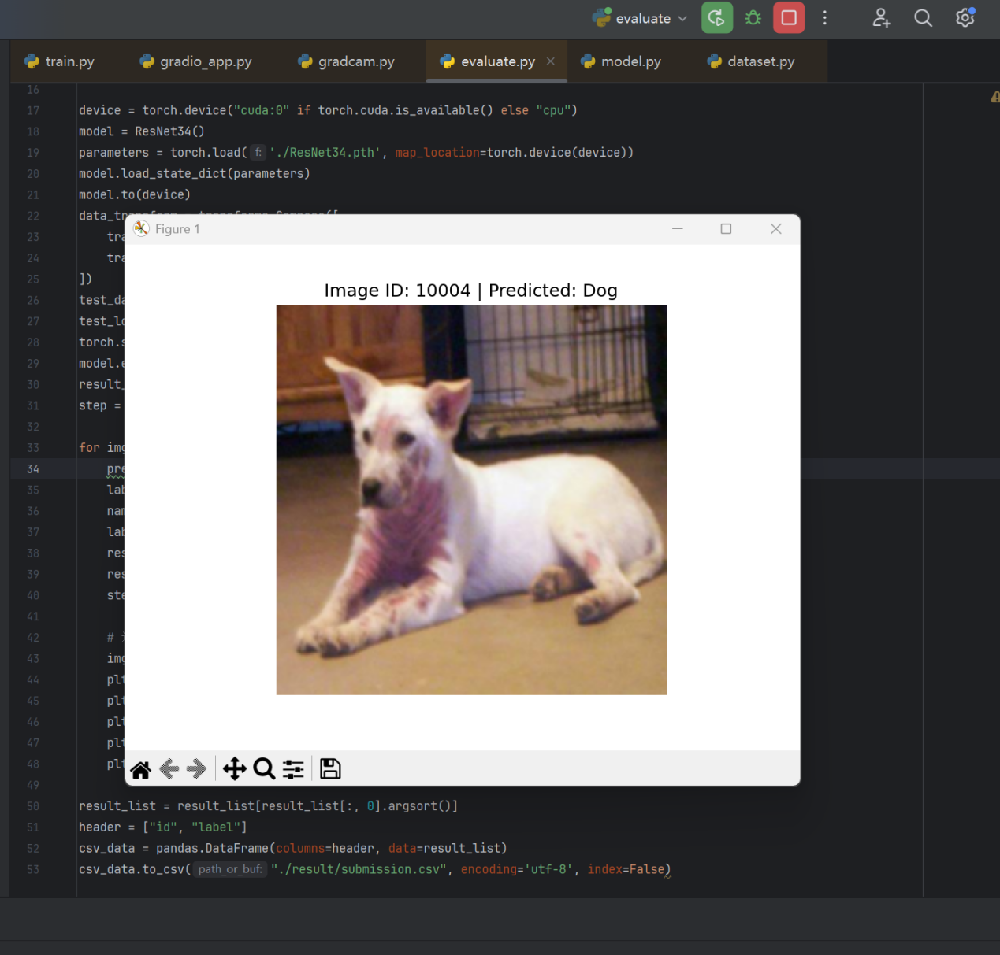 evaluate
train.py gradio_app.py gradcam.py evaluate.py model.py dataset.py
16
17 device = torch.device("cuda:0" if torch.cuda.is_available() else "cpu")
18 model = ResNet34()
19 parameters = torch.load( f: './ResNet34.pth', map_location=torch.device(device))
20 model.load_state_dict(parameters)
21 model.to(device)
22
23 tra
24 tra
25 ])
26 test_da
27 test_lo
28 torch.s
29 model.e
30 result_
31 step =
32
33 for img
34 pre
35 lab
36 nam
37 lab
38 res
39 res
40 ste
41
42 #
43 img
44 plt
45 plt
46 plt
47 plt
48 plt
49
Figure 1
Image ID: 10004 | Predicted: Dog
50 result_list = result_list[result_list[:, 0].argsort()]
51 header = ["id", "label"]
52 csv_data = pandas.DataFrame(columns=header, data=result_list)
53 csv_data.to_csv( path_or_buf: "./result/submission.csv", encoding='utf-8', index=False)